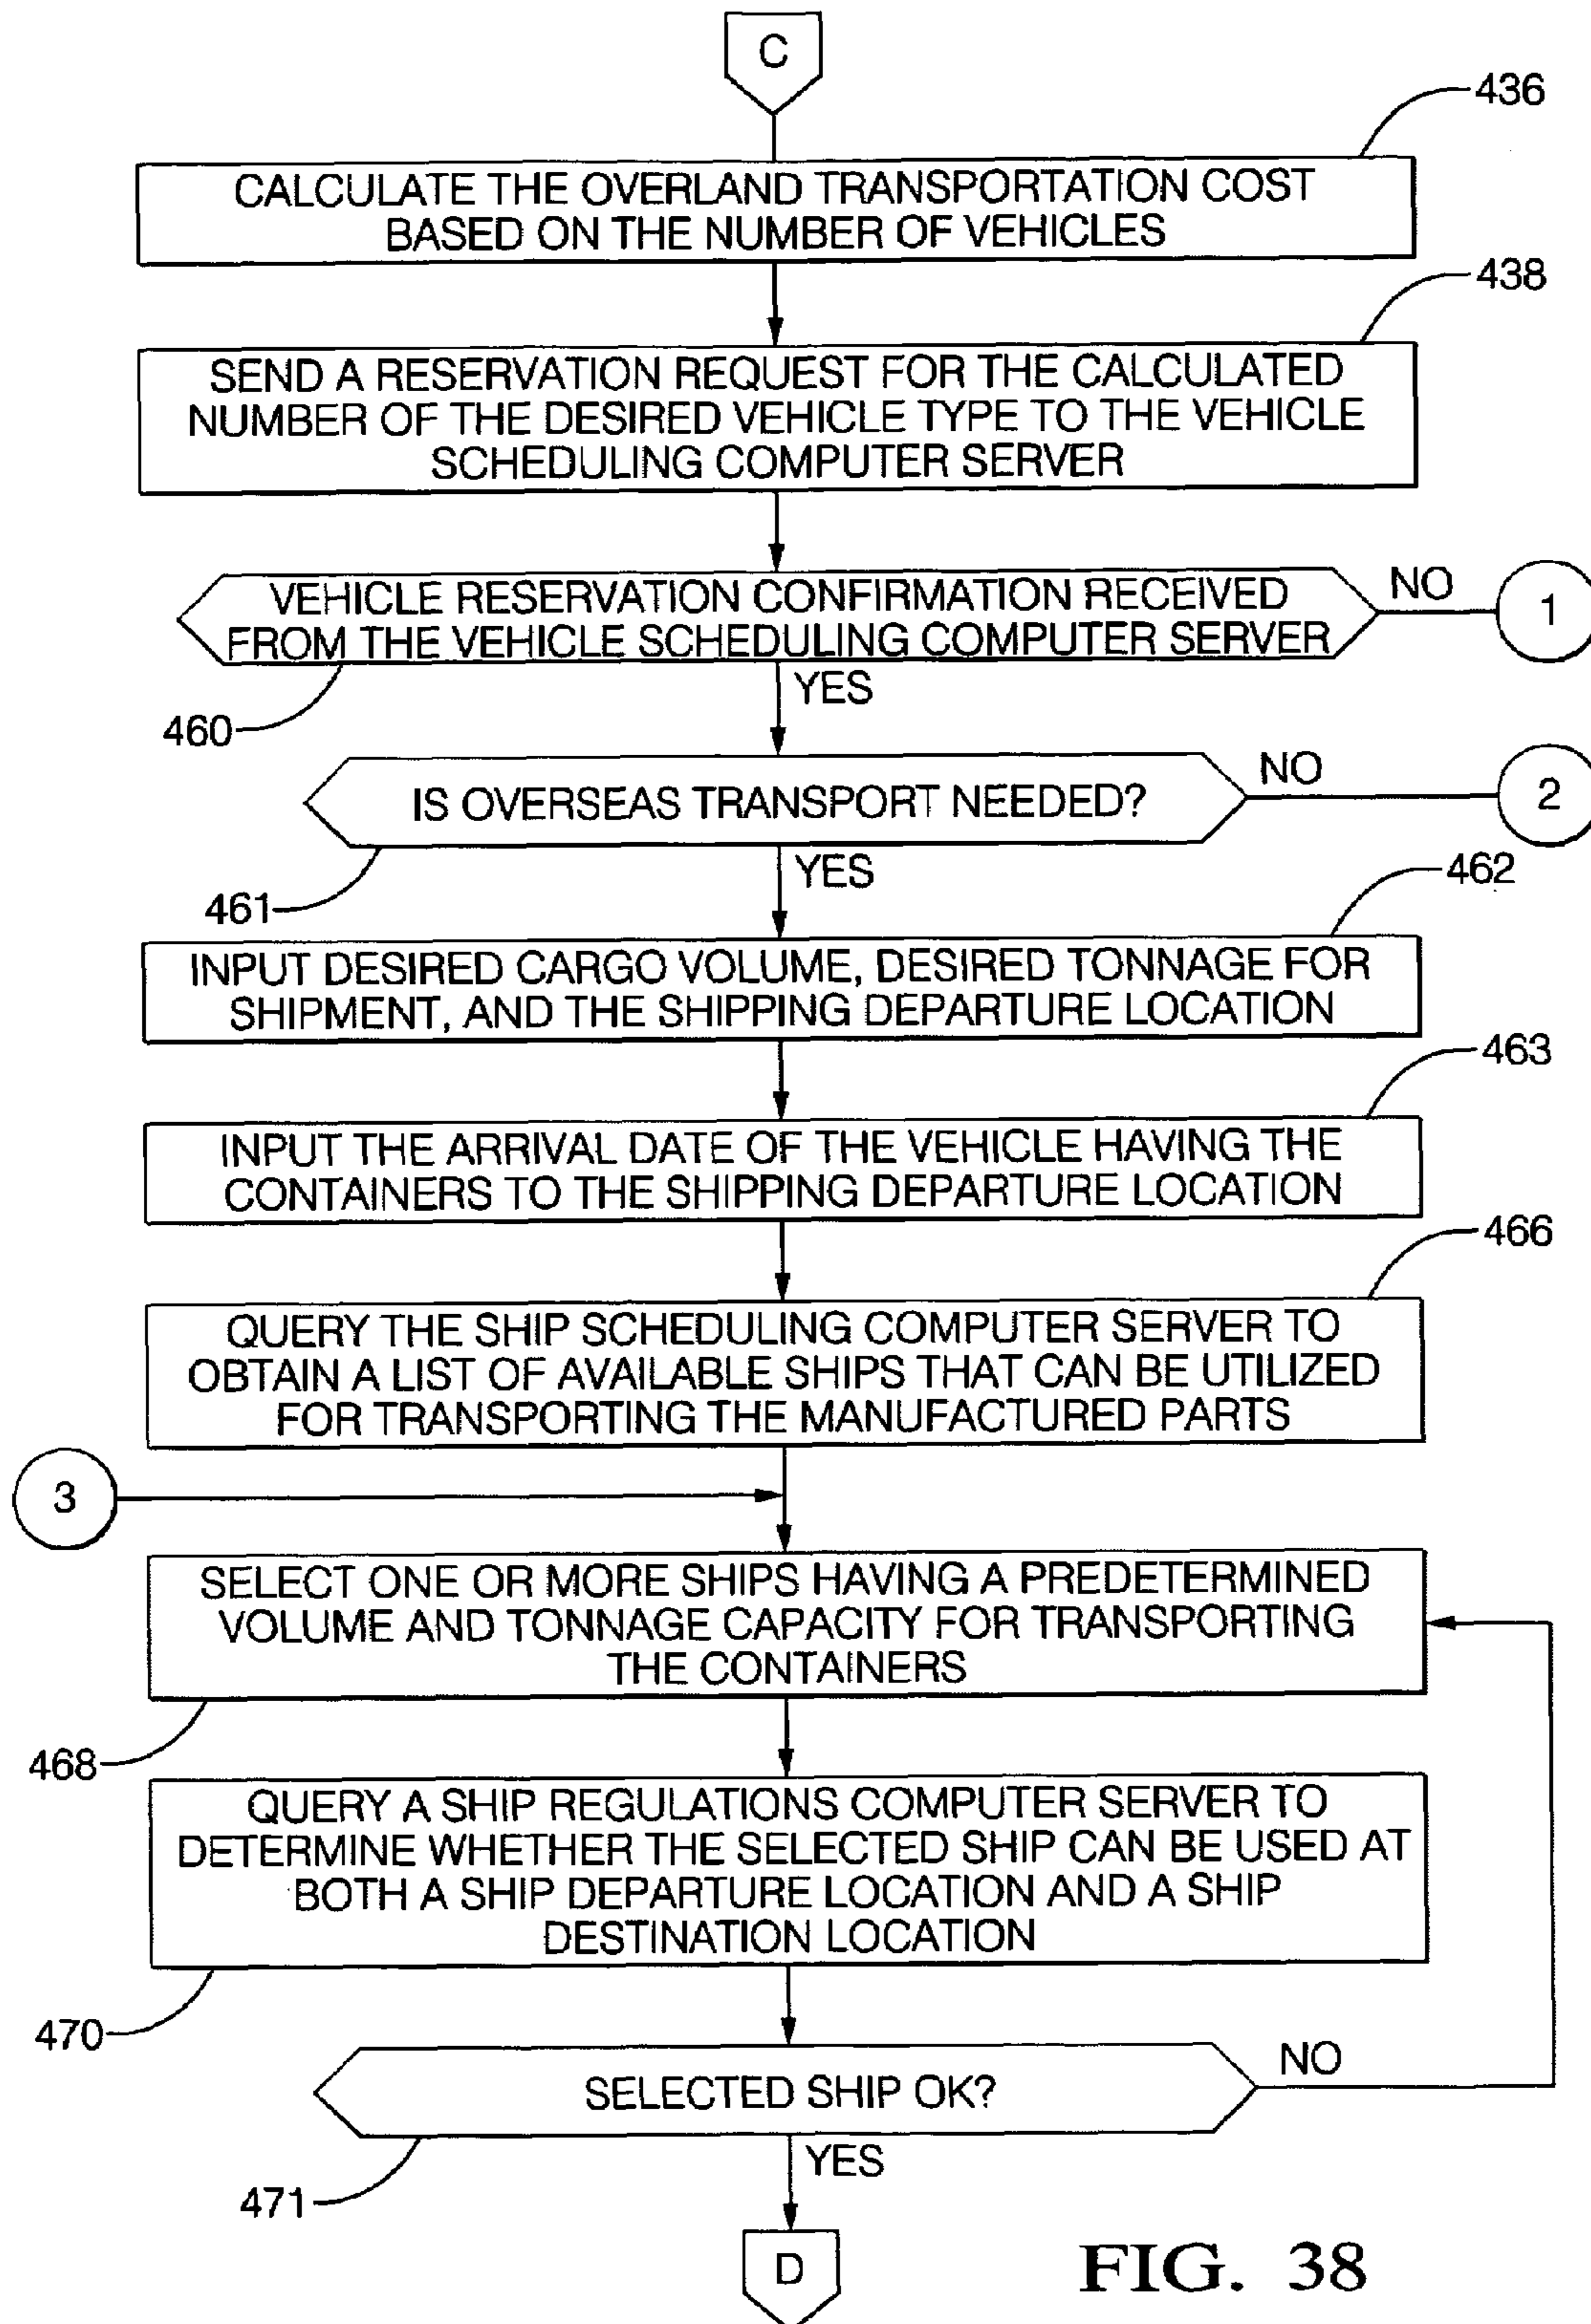 C
436
CALCULATE THE OVERLAND TRANSPORTATION COST
BASED ON THE NUMBER OF VEHICLES
438
SEND A RESERVATION REQUEST FOR THE CALCULATED
NUMBER OF THE DESIRED VEHICLE TYPE TO THE VEHICLE
SCHEDULING COMPUTER SERVER
VEHICLE RESERVATION CONFIRMATION RECEIVED
FROM THE VEHICLE SCHEDULING COMPUTER SERVER
NO
1
460
YES
IS OVERSEAS TRANSPORT NEEDED?
NO
2
461
YES
462
INPUT DESIRED CARGO VOLUME, DESIRED TONNAGE FOR
SHIPMENT, AND THE SHIPPING DEPARTURE LOCATION
463
INPUT THE ARRIVAL DATE OF THE VEHICLE HAVING THE
CONTAINERS TO THE SHIPPING DEPARTURE LOCATION
466
QUERY THE SHIP SCHEDULING COMPUTER SERVER TO
OBTAIN A LIST OF AVAILABLE SHIPS THAT CAN BE UTILIZED
FOR TRANSPORTING THE MANUFACTURED PARTS
3
SELECT ONE OR MORE SHIPS HAVING A PREDETERMINED
VOLUME AND TONNAGE CAPACITY FOR TRANSPORTING
THE CONTAINERS
468
QUERY A SHIP REGULATIONS COMPUTER SERVER TO
DETERMINE WHETHER THE SELECTED SHIP CAN BE USED AT
BOTH A SHIP DEPARTURE LOCATION AND A SHIP
DESTINATION LOCATION
470
SELECTED SHIP OK?
NO
471
YES
D
FIG. 38